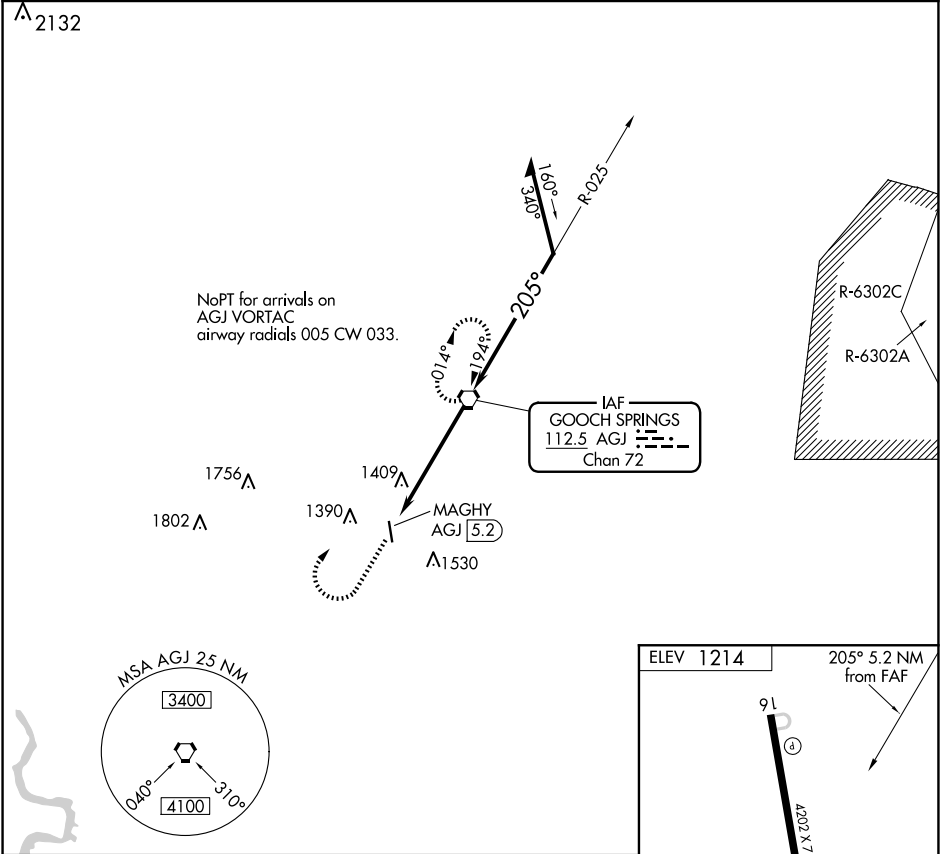 2132
R-025
160°
340°
205°
NoPT for arrivals on
AGJ VORTAC
airway radials 005 CW 033.
014°
194°
R-6302C
R-6302A
IAF
GOOCH SPRINGS
112.5 AGJ
Chan 72
1756
1409
1802
1390
MAGHY
AGJ 5.2
1530
MSA AGJ 25 NM
3400
040°
310°
4100
ELEV 1214
205° 5.2 NM
from FAF
16
P
4202 X 7